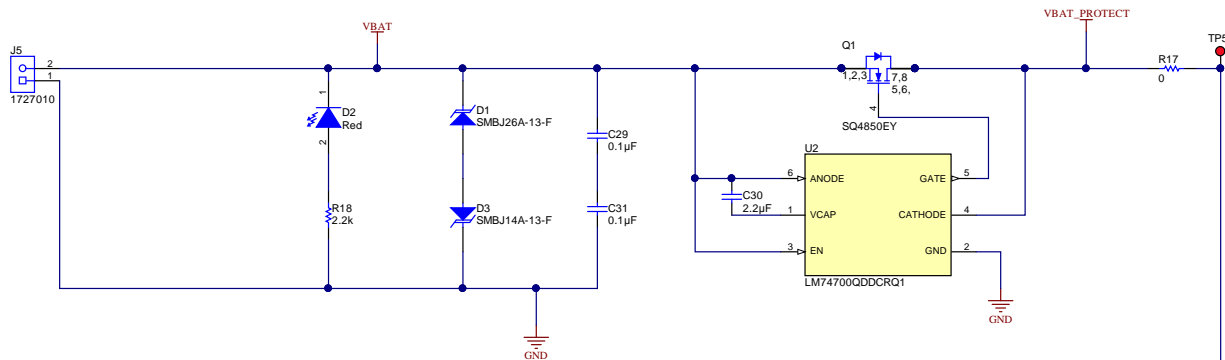 VBAT
VBAT_PROTECT
J5
2
1
1727010
Q1
1,2,3
7,8
5,6,
4
SQ4850EY
R17
0
TP5
1
D2
Red
2
D1
SMBJ26A-13-F
C29
0.1µF
R18
2.2k
D3
SMBJ14A-13-F
C31
0.1µF
U2
6
ANODE
GATE
5
C30
2.2µF
1
VCAP
CATHODE
4
3
EN
GND
2
LM74700QDDCRQ1
GND
GND